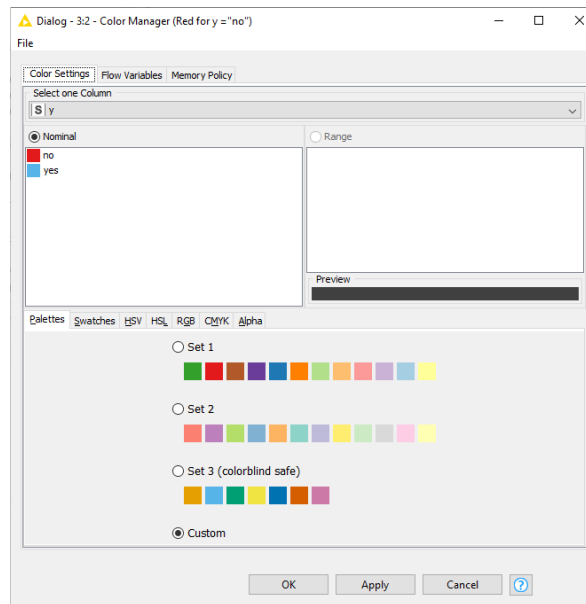 Dialog - 3:2 - Color Manager (Red for y ="no")
File
Color Settings Flow Variables Memory Policy
Select one Column
S y
Nominal Range
no
yes
Preview
Palettes Swatches HSV HSL RGB CMYK Alpha
Set 1
Set 2
Set 3 (colorblind safe)
Custom
OK Apply Cancel ?